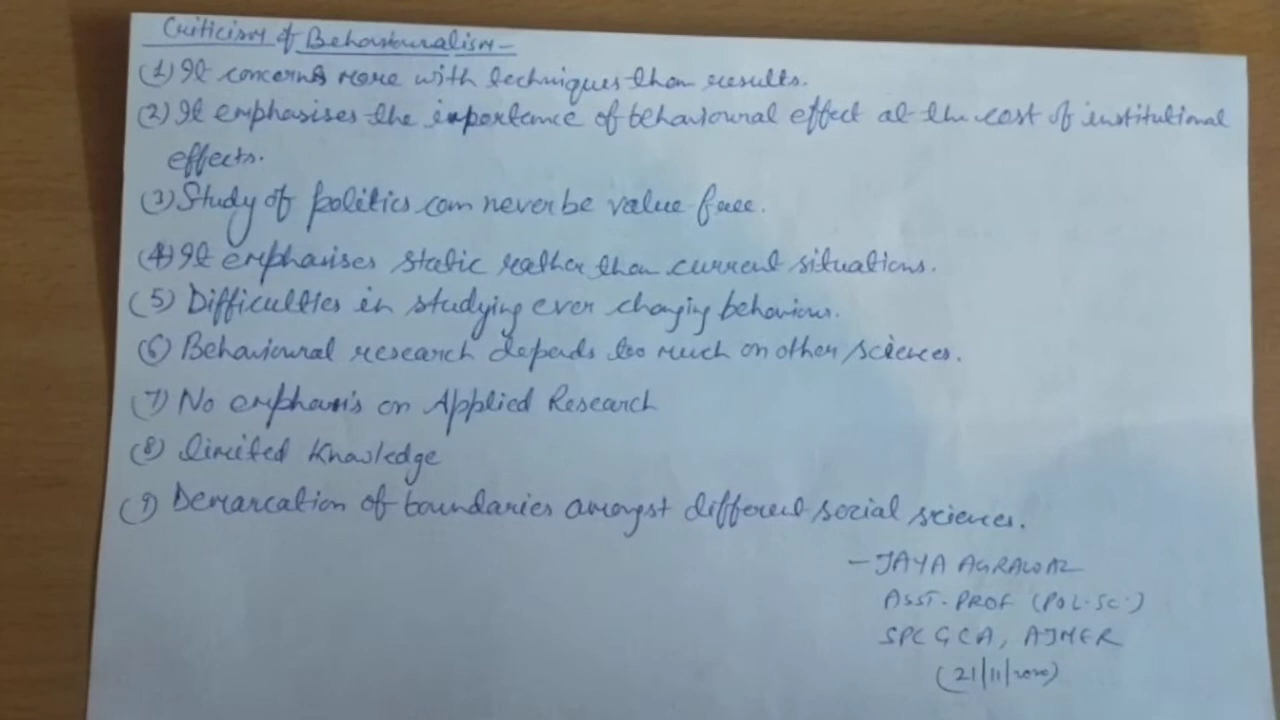 Criticism of Behaviouralism-
(1) It concerns more with techniques than results.
(2) It emphasises the importance of behavioural effect at the cost of institutional
effects.
(3) Study of politics can never be value free.
(4) It emphasises static rather than current situations.
(5) Difficulties in studying ever changing behaviour.
(6) Behavioural research depends too much on other sciences.
(7) No emphasis on Applied Research
(8) limited Knowledge
(9) Demarcation of boundaries amongst different social sciences.
- JAYA AGRAWAL
ASST. PROF (POL.SC.)
SPC GCA, AJMER
(21/11/2020)